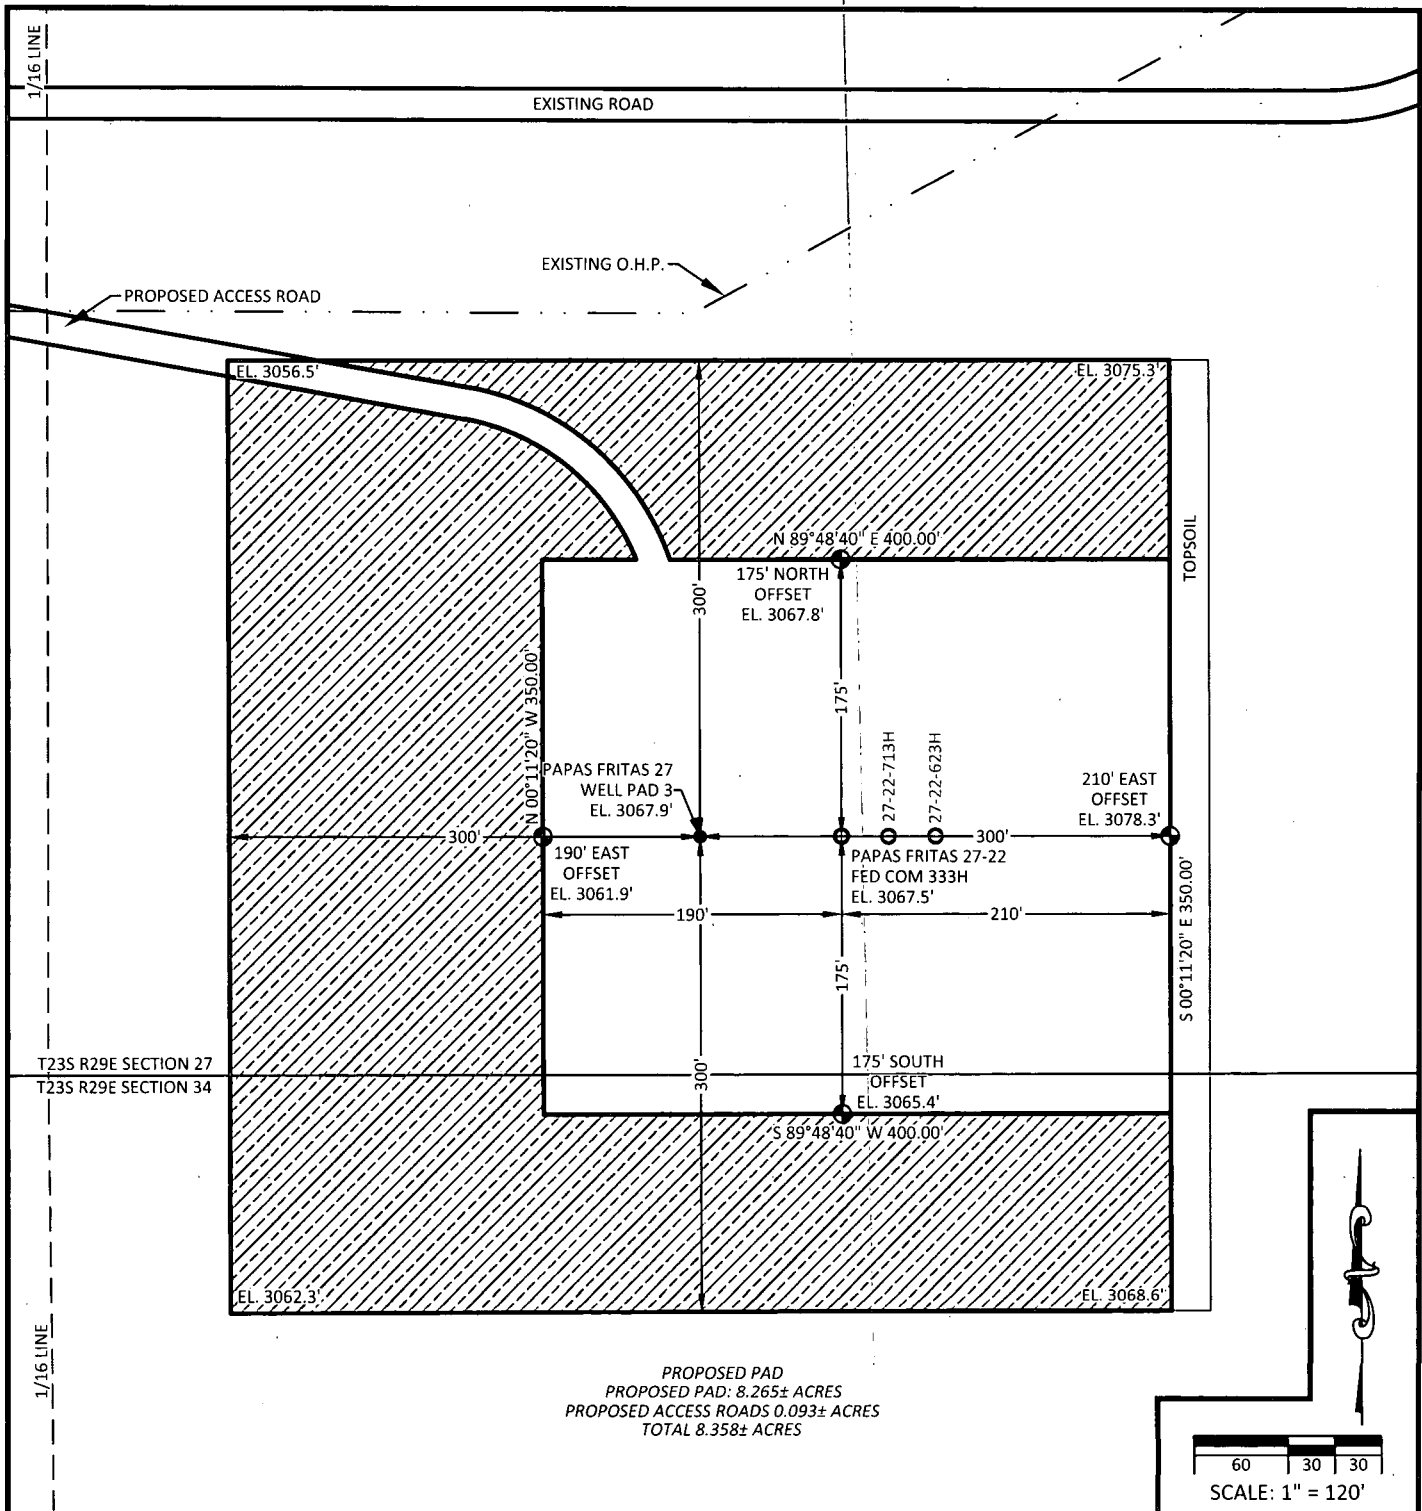 1/16 LINE
EXISTING ROAD
EXISTING O.H.P.
PROPOSED ACCESS ROAD
EL. 3056.5'
EL. 3075.3'
N 89°48'40" E 400.00'
175' NORTH
OFFSET
EL. 3067.8'
TOPSOIL
300'
N 00°11'20" W 350.00'
175'
27-22-713H
27-22-623H
PAPAS FRITAS 27
WELL PAD 3
EL. 3067.9'
210' EAST
OFFSET
EL. 3078.3'
300'
300'
190' EAST
OFFSET
EL. 3061.9'
PAPAS FRITAS 27-22
FED COM 333H
EL. 3067.5'
190'
210'
S 00°11'20" E 350.00'
175'
300'
T23S R29E SECTION 27
T23S R29E SECTION 34
175' SOUTH
OFFSET
EL. 3065.4'
S 89°48'40" W 400.00'
EL. 3062.3'
EL. 3068.6'
1/16 LINE
PROPOSED PAD
PROPOSED PAD: 8.265± ACRES
PROPOSED ACCESS ROADS 0.093± ACRES
TOTAL 8.358± ACRES
60 30 30
SCALE: 1" = 120'